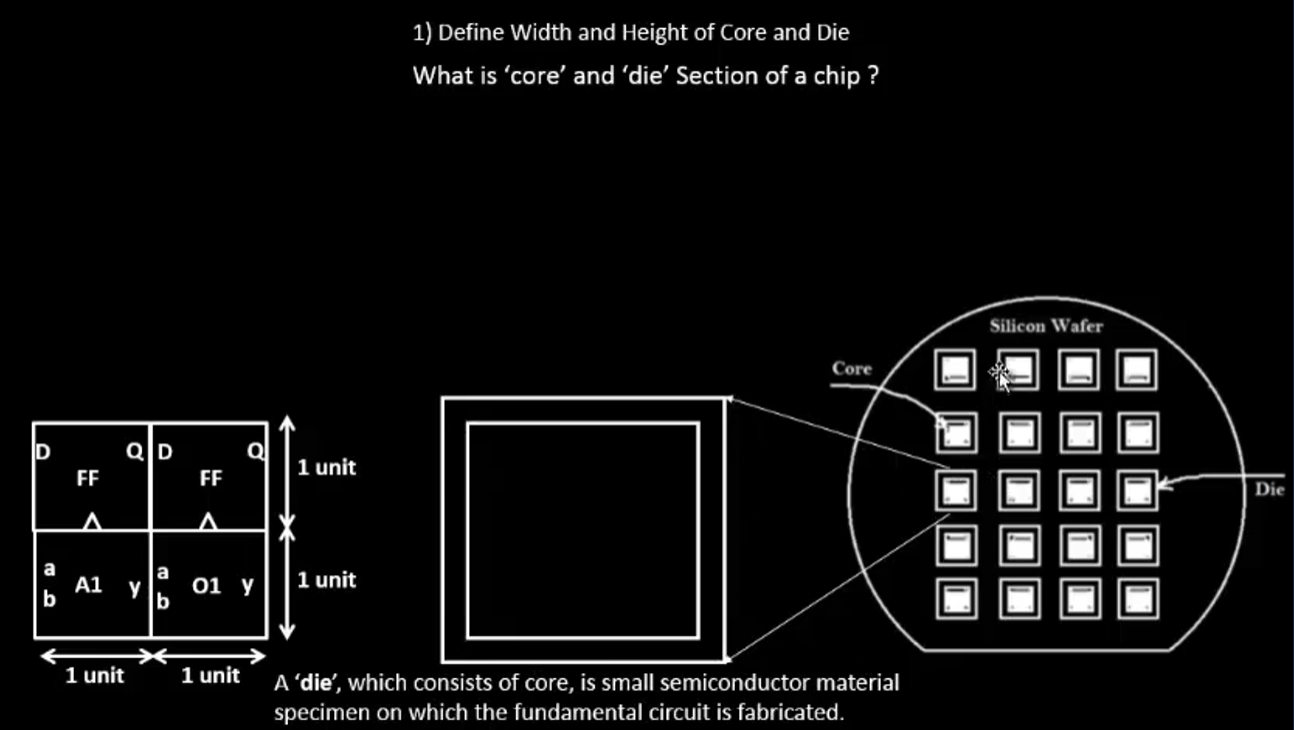 1) Define Width and Height of Core and Die
What is ‘core’ and ‘die’ Section of a chip ?
Silicon Wafer
Core
Die
D Q D Q
FF FF
1 unit
a A1 y a O1 y
b b
1 unit
1 unit 1 unit
A ‘die’, which consists of core, is small semiconductor material
specimen on which the fundamental circuit is fabricated.